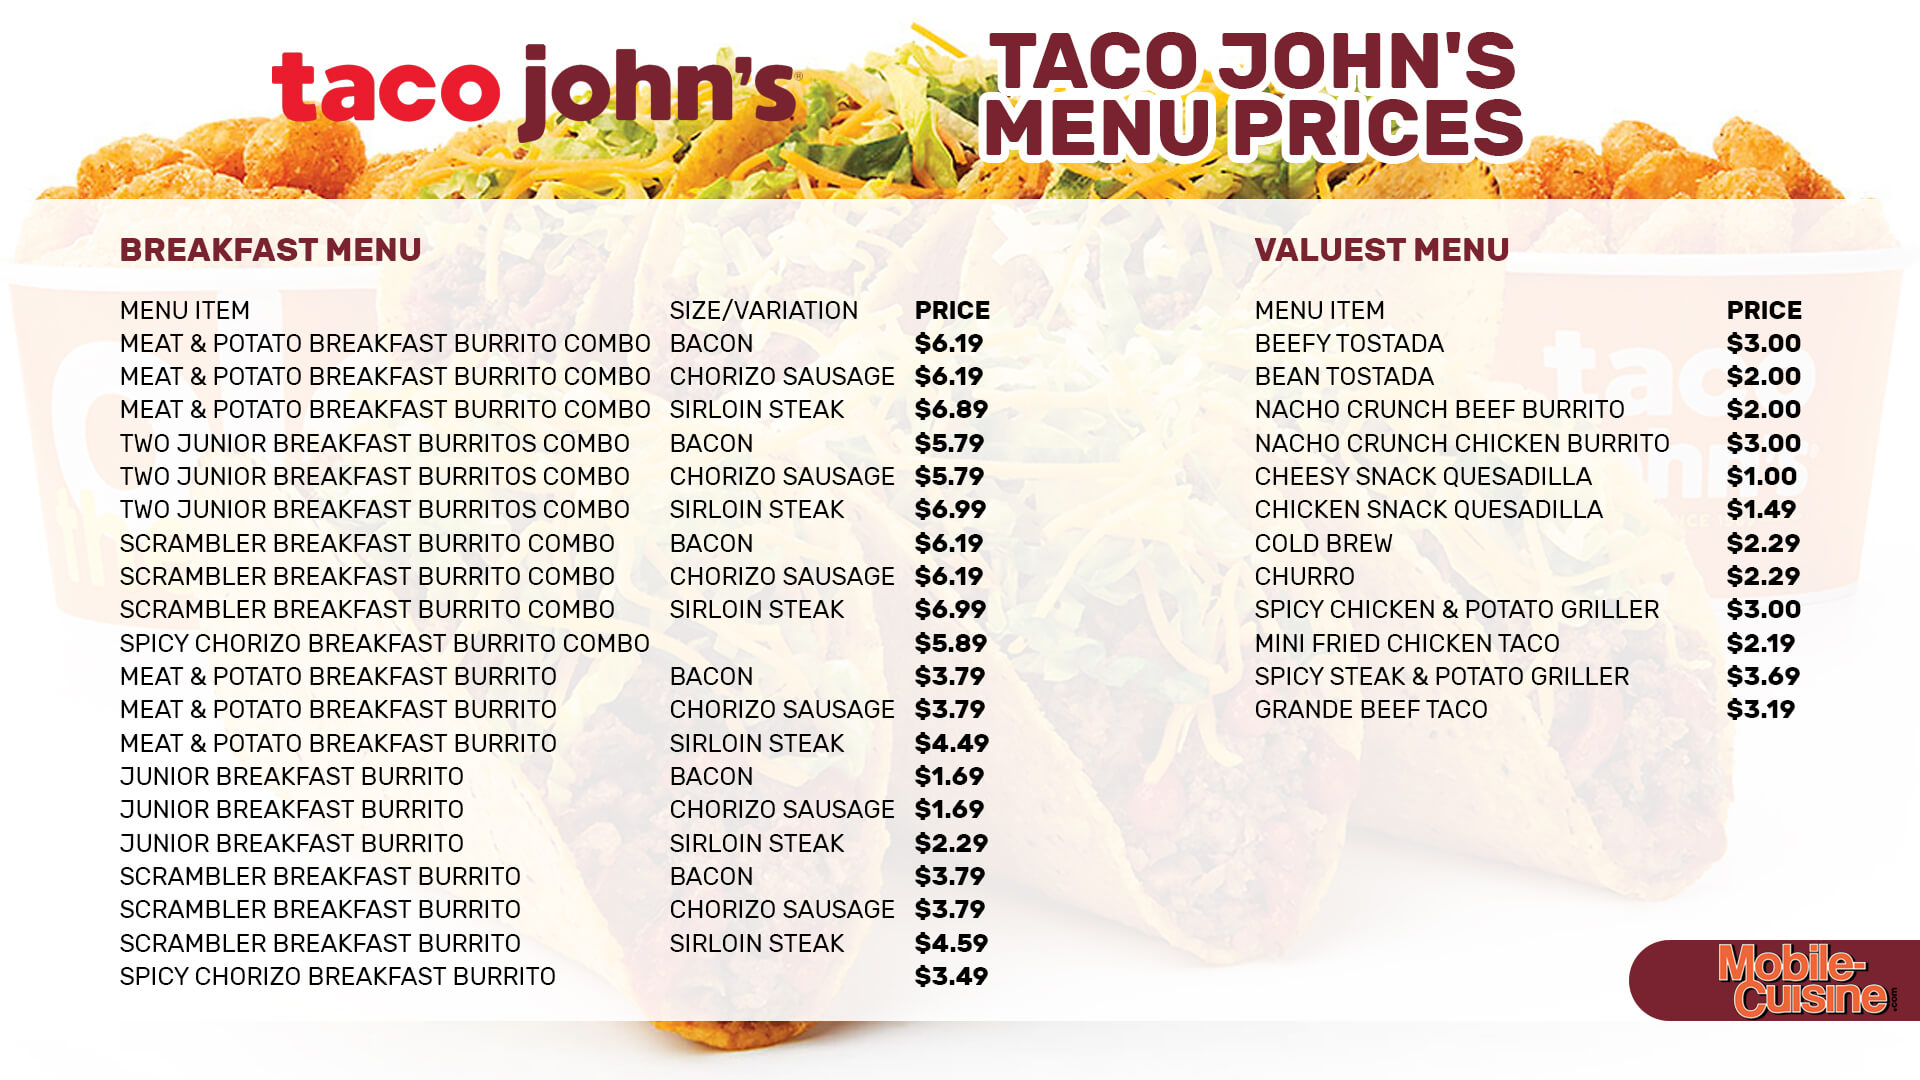 taco john's®
TACO JOHN'S
MENU PRICES
BREAKFAST MENU
MENU ITEM SIZE/VARIATION PRICE
MEAT & POTATO BREAKFAST BURRITO COMBO BACON $6.19
MEAT & POTATO BREAKFAST BURRITO COMBO CHORIZO SAUSAGE $6.19
MEAT & POTATO BREAKFAST BURRITO COMBO SIRLOIN STEAK $6.89
TWO JUNIOR BREAKFAST BURRITOS COMBO BACON $5.79
TWO JUNIOR BREAKFAST BURRITOS COMBO CHORIZO SAUSAGE $5.79
TWO JUNIOR BREAKFAST BURRITOS COMBO SIRLOIN STEAK $6.99
SCRAMBLER BREAKFAST BURRITO COMBO BACON $6.19
SCRAMBLER BREAKFAST BURRITO COMBO CHORIZO SAUSAGE $6.19
SCRAMBLER BREAKFAST BURRITO COMBO SIRLOIN STEAK $6.99
SPICY CHORIZO BREAKFAST BURRITO COMBO $5.89
MEAT & POTATO BREAKFAST BURRITO BACON $3.79
MEAT & POTATO BREAKFAST BURRITO CHORIZO SAUSAGE $3.79
MEAT & POTATO BREAKFAST BURRITO SIRLOIN STEAK $4.49
JUNIOR BREAKFAST BURRITO BACON $1.69
JUNIOR BREAKFAST BURRITO CHORIZO SAUSAGE $1.69
JUNIOR BREAKFAST BURRITO SIRLOIN STEAK $2.29
SCRAMBLER BREAKFAST BURRITO BACON $3.79
SCRAMBLER BREAKFAST BURRITO CHORIZO SAUSAGE $3.79
SCRAMBLER BREAKFAST BURRITO SIRLOIN STEAK $4.59
SPICY CHORIZO BREAKFAST BURRITO $3.49
VALUEST MENU
MENU ITEM PRICE
BEEFY TOSTADA $3.00
BEAN TOSTADA $2.00
NACHO CRUNCH BEEF BURRITO $2.00
NACHO CRUNCH CHICKEN BURRITO $3.00
CHEESY SNACK QUESADILLA $1.00
CHICKEN SNACK QUESADILLA $1.49
COLD BREW $2.29
CHURRO $2.29
SPICY CHICKEN & POTATO GRILLER $3.00
MINI FRIED CHICKEN TACO $2.19
SPICY STEAK & POTATO GRILLER $3.69
GRANDE BEEF TACO $3.19
taco
Mobile-
Cuisine.com